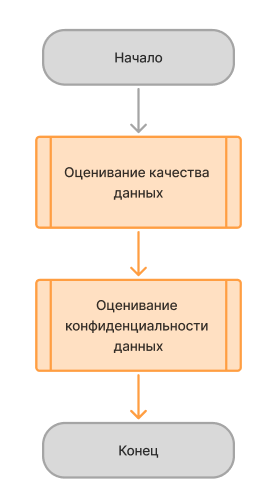 Начало
Оценивание качества
данных
Оценивание
конфиденциальности
данных
Конец